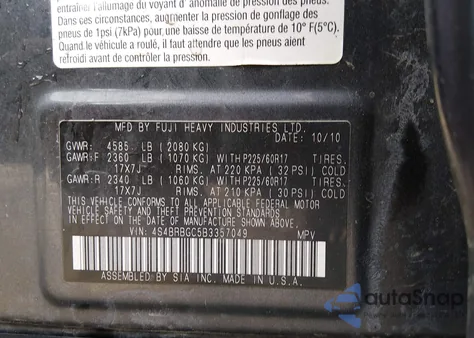 entraîner l'allumage du voyant d'anomalie de pression des pneus.
Dans ces circonstances, augmenter la pression de gonflage des
pneus de 1psi (7kPa) pour,une baisse de température de 10° F(5°C).
Quand le véhicule a roulé, il faut attendre que les pneus aient
refroidi avant de contrôler la pression.
MFD BY FUJI HEAVY INDUSTRIES LTD.
DATE: 10/10
GVWR: 4585 LB ( 2080 KG)
GAWR:F 2360 LB ( 1070 KG) WITH P225/60R17 TIRES,
17X7J RIMS, AT 220 KPA ( 32 PSI) COLD
GAWR:R 2340 LB ( 1060 KG) WITH P225/60R17 TIRES,
17X7J RIMS, AT 210 KPA ( 30 PSI) COLD
THIS VEHICLE CONFORMS TO ALL
APPLICABLE FEDERAL MOTOR
VEHICLE SAFETY AND BUMPER STANDARDS
IN EFFECT ON THE DATE OF MANUFACTURE SHOWN ABOVE.
VIN: 4S4BRBGC5B3357049 MPV
ASSEMBLED BY SIA INC. MADE IN U.S.A.
autoSnap